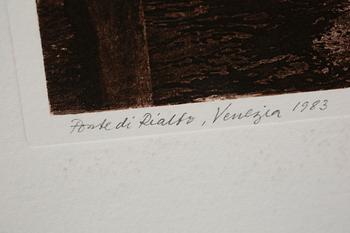 Ponte di Rialto, Venezia 1983